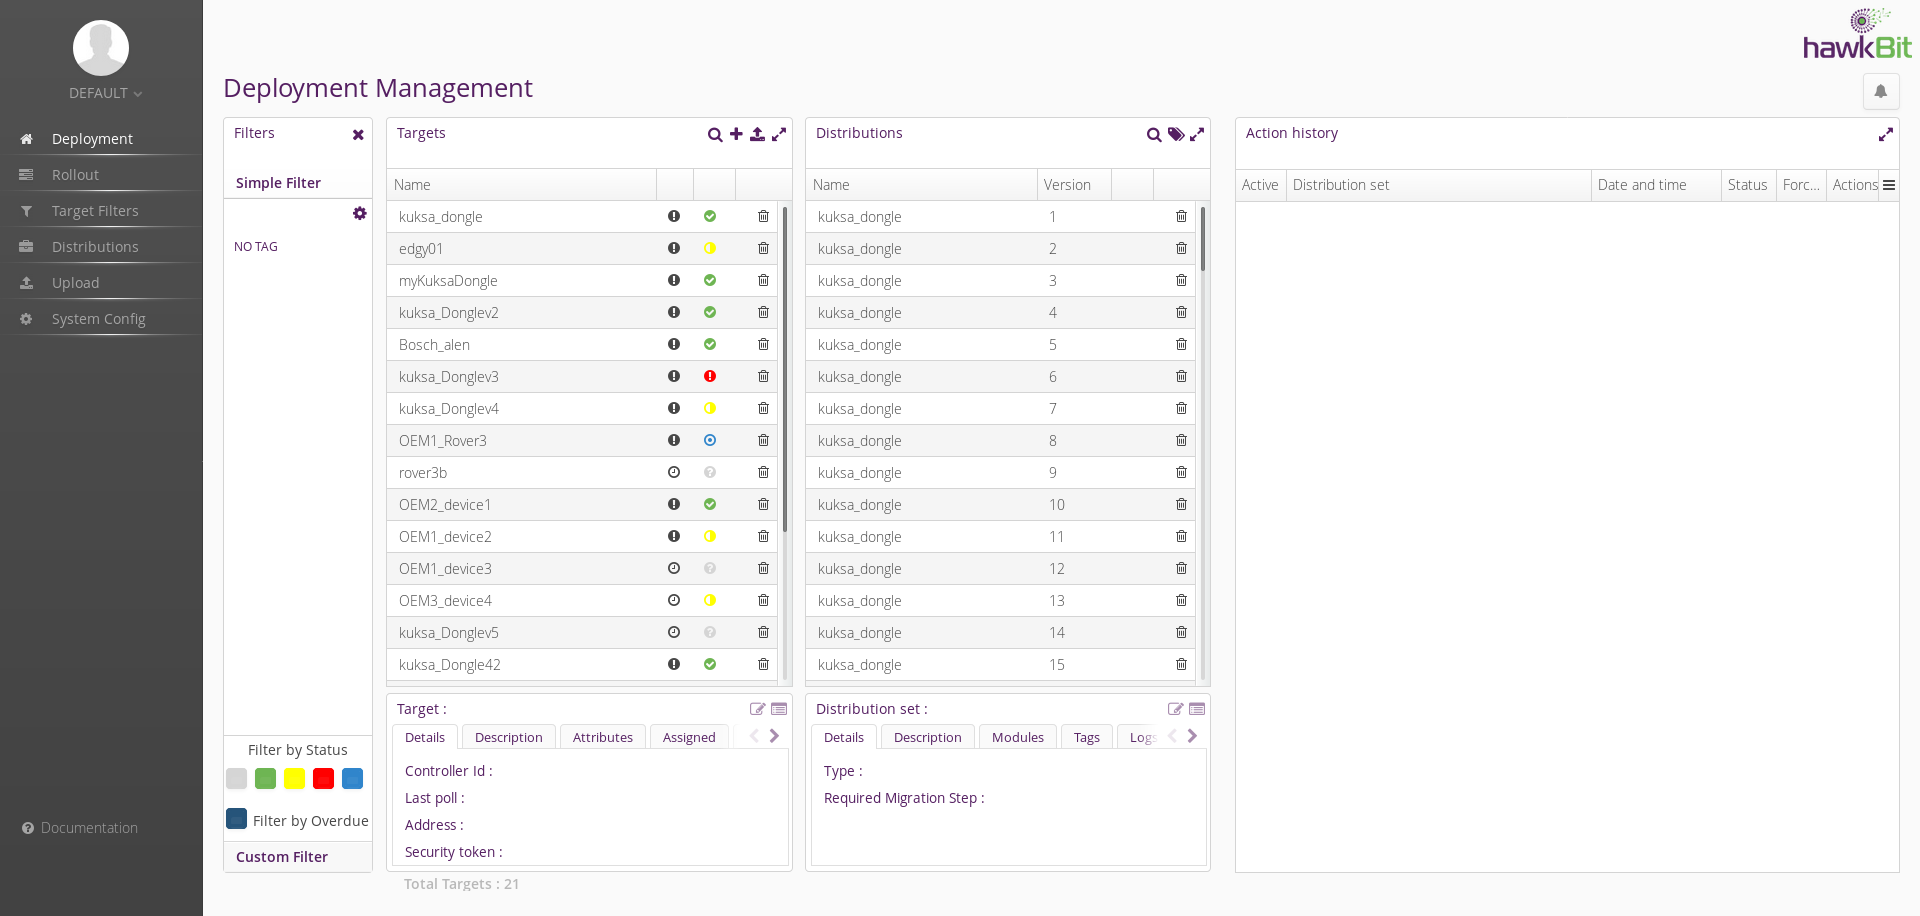 DEFAULT
Deployment
Rollout
Target Filters
Distributions
Upload
System Config
Documentation
hawkBit
Deployment Management
Filters
Simple Filter
NO TAG
Filter by Status
Filter by Overdue
Custom Filter
Targets
Name
kuksa_dongle
edgy01
myKuksaDongle
kuksa_Donglev2
Bosch_alen
kuksa_Donglev3
kuksa_Donglev4
OEM1_Rover3
rover3b
OEM2_device1
OEM1_device2
OEM1_device3
OEM3_device4
kuksa_Donglev5
kuksa_Dongle42
Target :
Details Description Attributes Assigned
Controller Id :
Last poll :
Address :
Security token :
Total Targets : 21
Distributions
Name Version
kuksa_dongle 1
kuksa_dongle 2
kuksa_dongle 3
kuksa_dongle 4
kuksa_dongle 5
kuksa_dongle 6
kuksa_dongle 7
kuksa_dongle 8
kuksa_dongle 9
kuksa_dongle 10
kuksa_dongle 11
kuksa_dongle 12
kuksa_dongle 13
kuksa_dongle 14
kuksa_dongle 15
Distribution set :
Details Description Modules Tags Logs
Type :
Required Migration Step :
Action history
Active Distribution set Date and time Status Forc... Actions